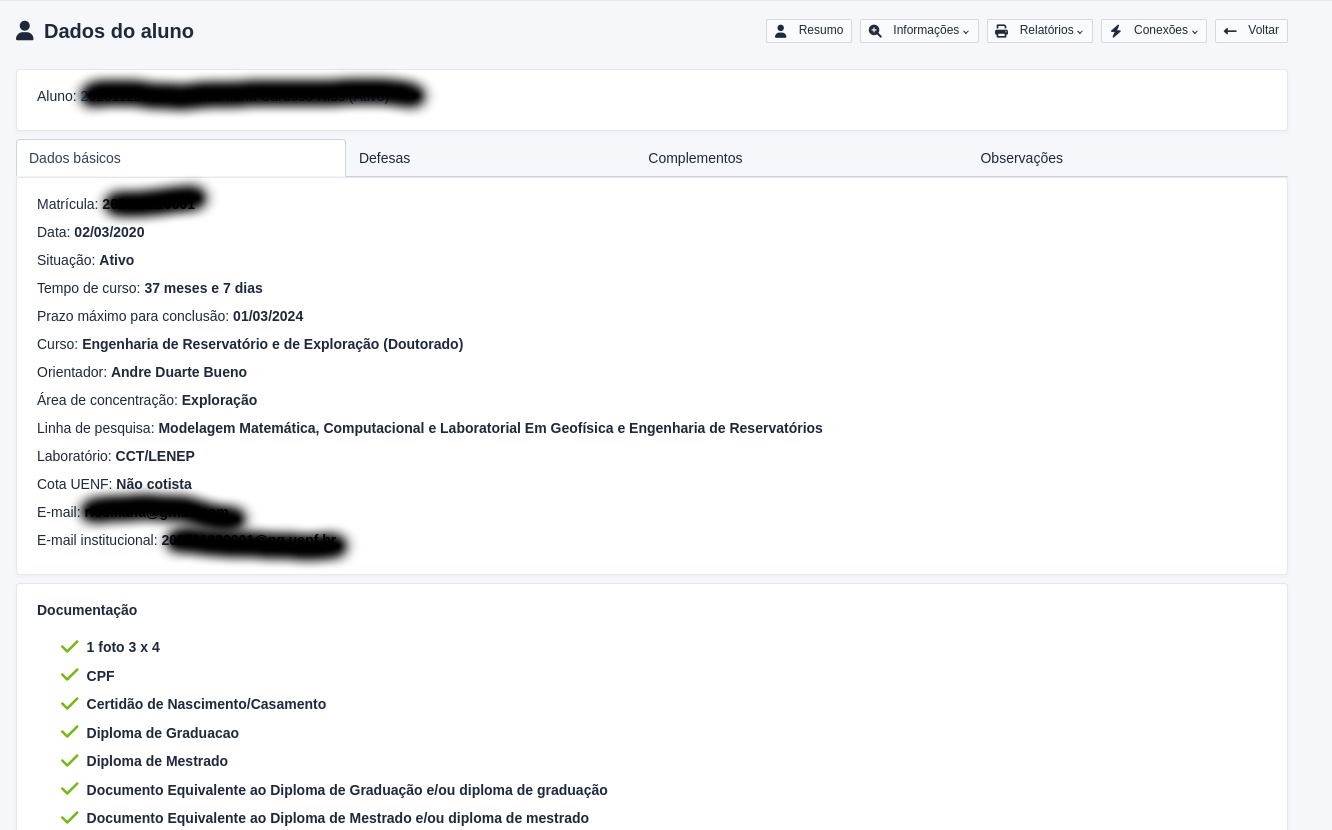 Dados do aluno
Resumo
Informações
Relatórios
Conexões
Voltar
Aluno:
Dados básicos
Defesas
Complementos
Observações
Matrícula:
Data: 02/03/2020
Situação: Ativo
Tempo de curso: 37 meses e 7 dias
Prazo máximo para conclusão: 01/03/2024
Curso: Engenharia de Reservatório e de Exploração (Doutorado)
Orientador: Andre Duarte Bueno
Área de concentração: Exploração
Linha de pesquisa: Modelagem Matemática, Computacional e Laboratorial Em Geofísica e Engenharia de Reservatórios
Laboratório: CCT/LENEP
Cota UENF: Não cotista
E-mail:
E-mail institucional:
Documentação
1 foto 3 x 4
CPF
Certidão de Nascimento/Casamento
Diploma de Graduacao
Diploma de Mestrado
Documento Equivalente ao Diploma de Graduação e/ou diploma de graduação
Documento Equivalente ao Diploma de Mestrado e/ou diploma de mestrado